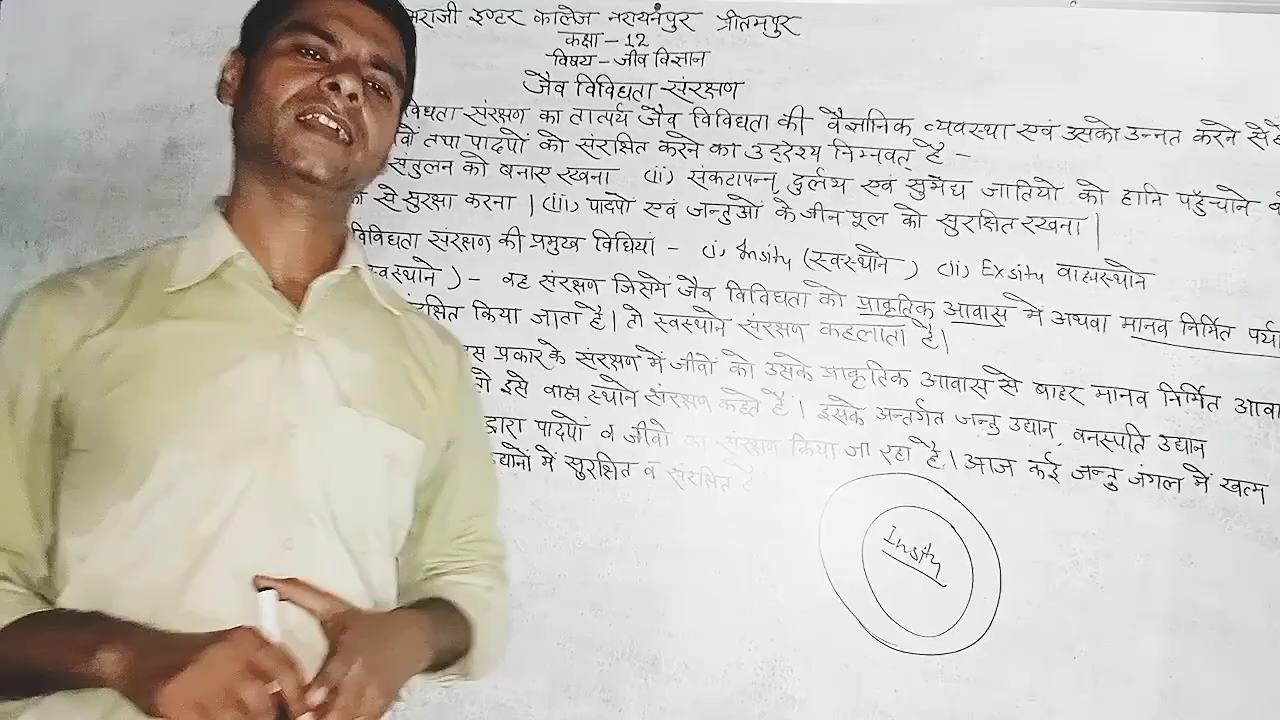 राजी इण्टर कालेज नरायनपुर प्रीतमपुर
कक्षा - 12
विषय - जीव विज्ञान
जैव विविधता - संरक्षण
विधता - संरक्षण का तात्पर्य जैव विविधता की वैज्ञानिक व्यवस्था एवं उसको उन्नत करने से
तथा पादपों को संरक्षित करने का उद्देश्य निम्नवत् है -
संतुलन को बनाए रखना (ii) संकटापन्न, दुर्लभ एवं सुभेद्य जातियो को हानि पहुँचाने
से सुरक्षा करना | (iii) पादपो एवं जन्तुओ के जीन पूल को सुरक्षित रखना |
विविधता संरक्षण की प्रमुख विधियां - (i) Insity (स्वस्थाने) (ii) Exsity वाह्यस्थाने
स्वस्थाने) - वह संरक्षण जिसमें जैव विविधता को प्राकृतिक आवास में अथवा मानव निर्मित पर्या
किया जाता है। तो स्वस्थाने संरक्षण कहलाता है।
स प्रकार के संरक्षण में जीवों को उसके प्राकृतिक आवास से बाहर मानव निर्मित आवा
इसे वाह्य स्थाने संरक्षण कहते है। इसके अन्तर्गत जन्तु उद्यान, वनस्पति उद्यान
द्वारा पादपों व जीवों का संरक्षण किया जा रहा है। आज कई जन्तु जंगल में खत्म
द्यानों में सुरक्षित व संरक्षित है
Insity